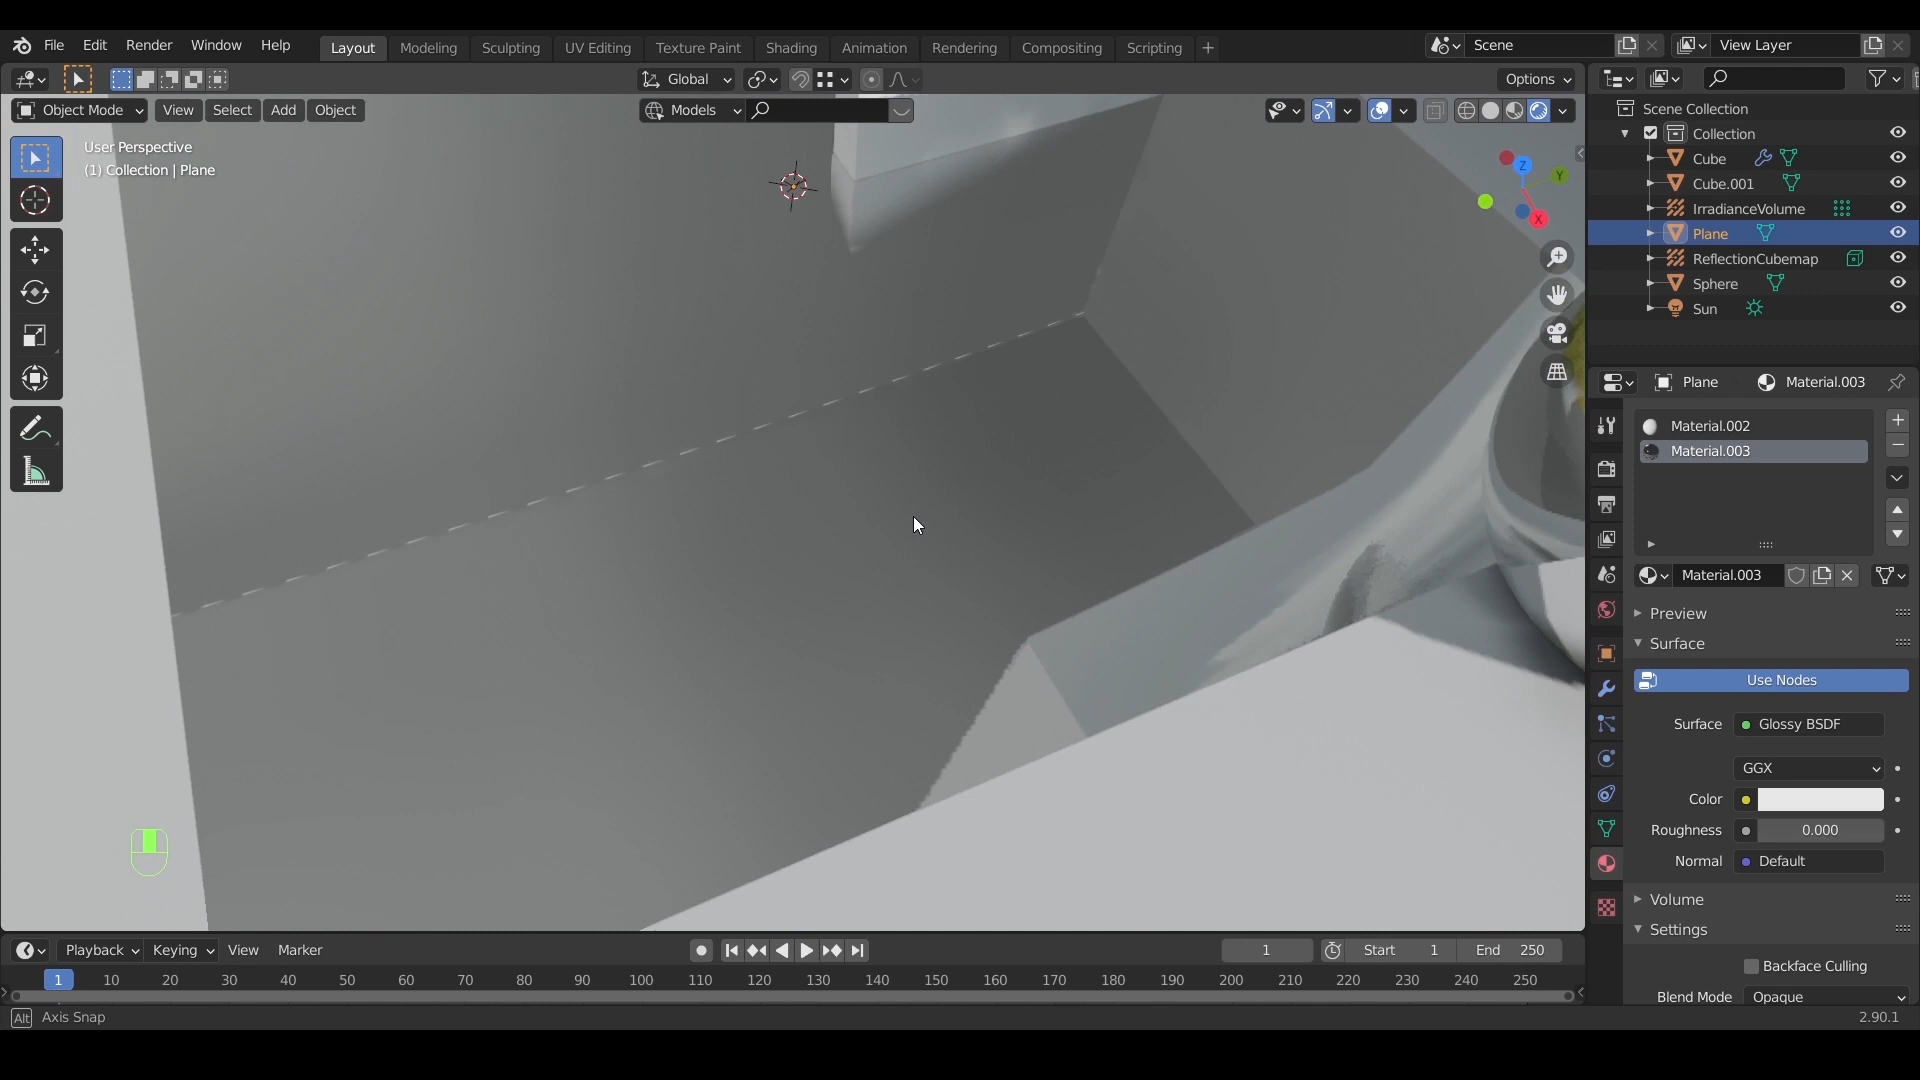 File Edit Render Window Help Layout Modeling Sculpting UV Editing Texture Paint Shading Animation Rendering Compositing Scripting + Scene View Layer
Global Options
Object Mode View Select Add Object Models
User Perspective
(1) Collection | Plane
Z
Y
X
Scene Collection
Collection
Cube
Cube.001
IrradianceVolume
Plane
ReflectionCubemap
Sphere
Sun
Plane Material.003
Material.002
Material.003
Material.003
Preview
Surface
Use Nodes
Surface Glossy BSDF
GGX
Color
Roughness 0.000
Normal Default
Volume
Settings
Backface Culling
Blend Mode Opaque
Playback Keying View Marker 1 Start 1 End 250
1 10 20 30 40 50 60 70 80 90 100 110 120 130 140 150 160 170 180 190 200 210 220 230 240 250
Alt Axis Snap 2.90.1